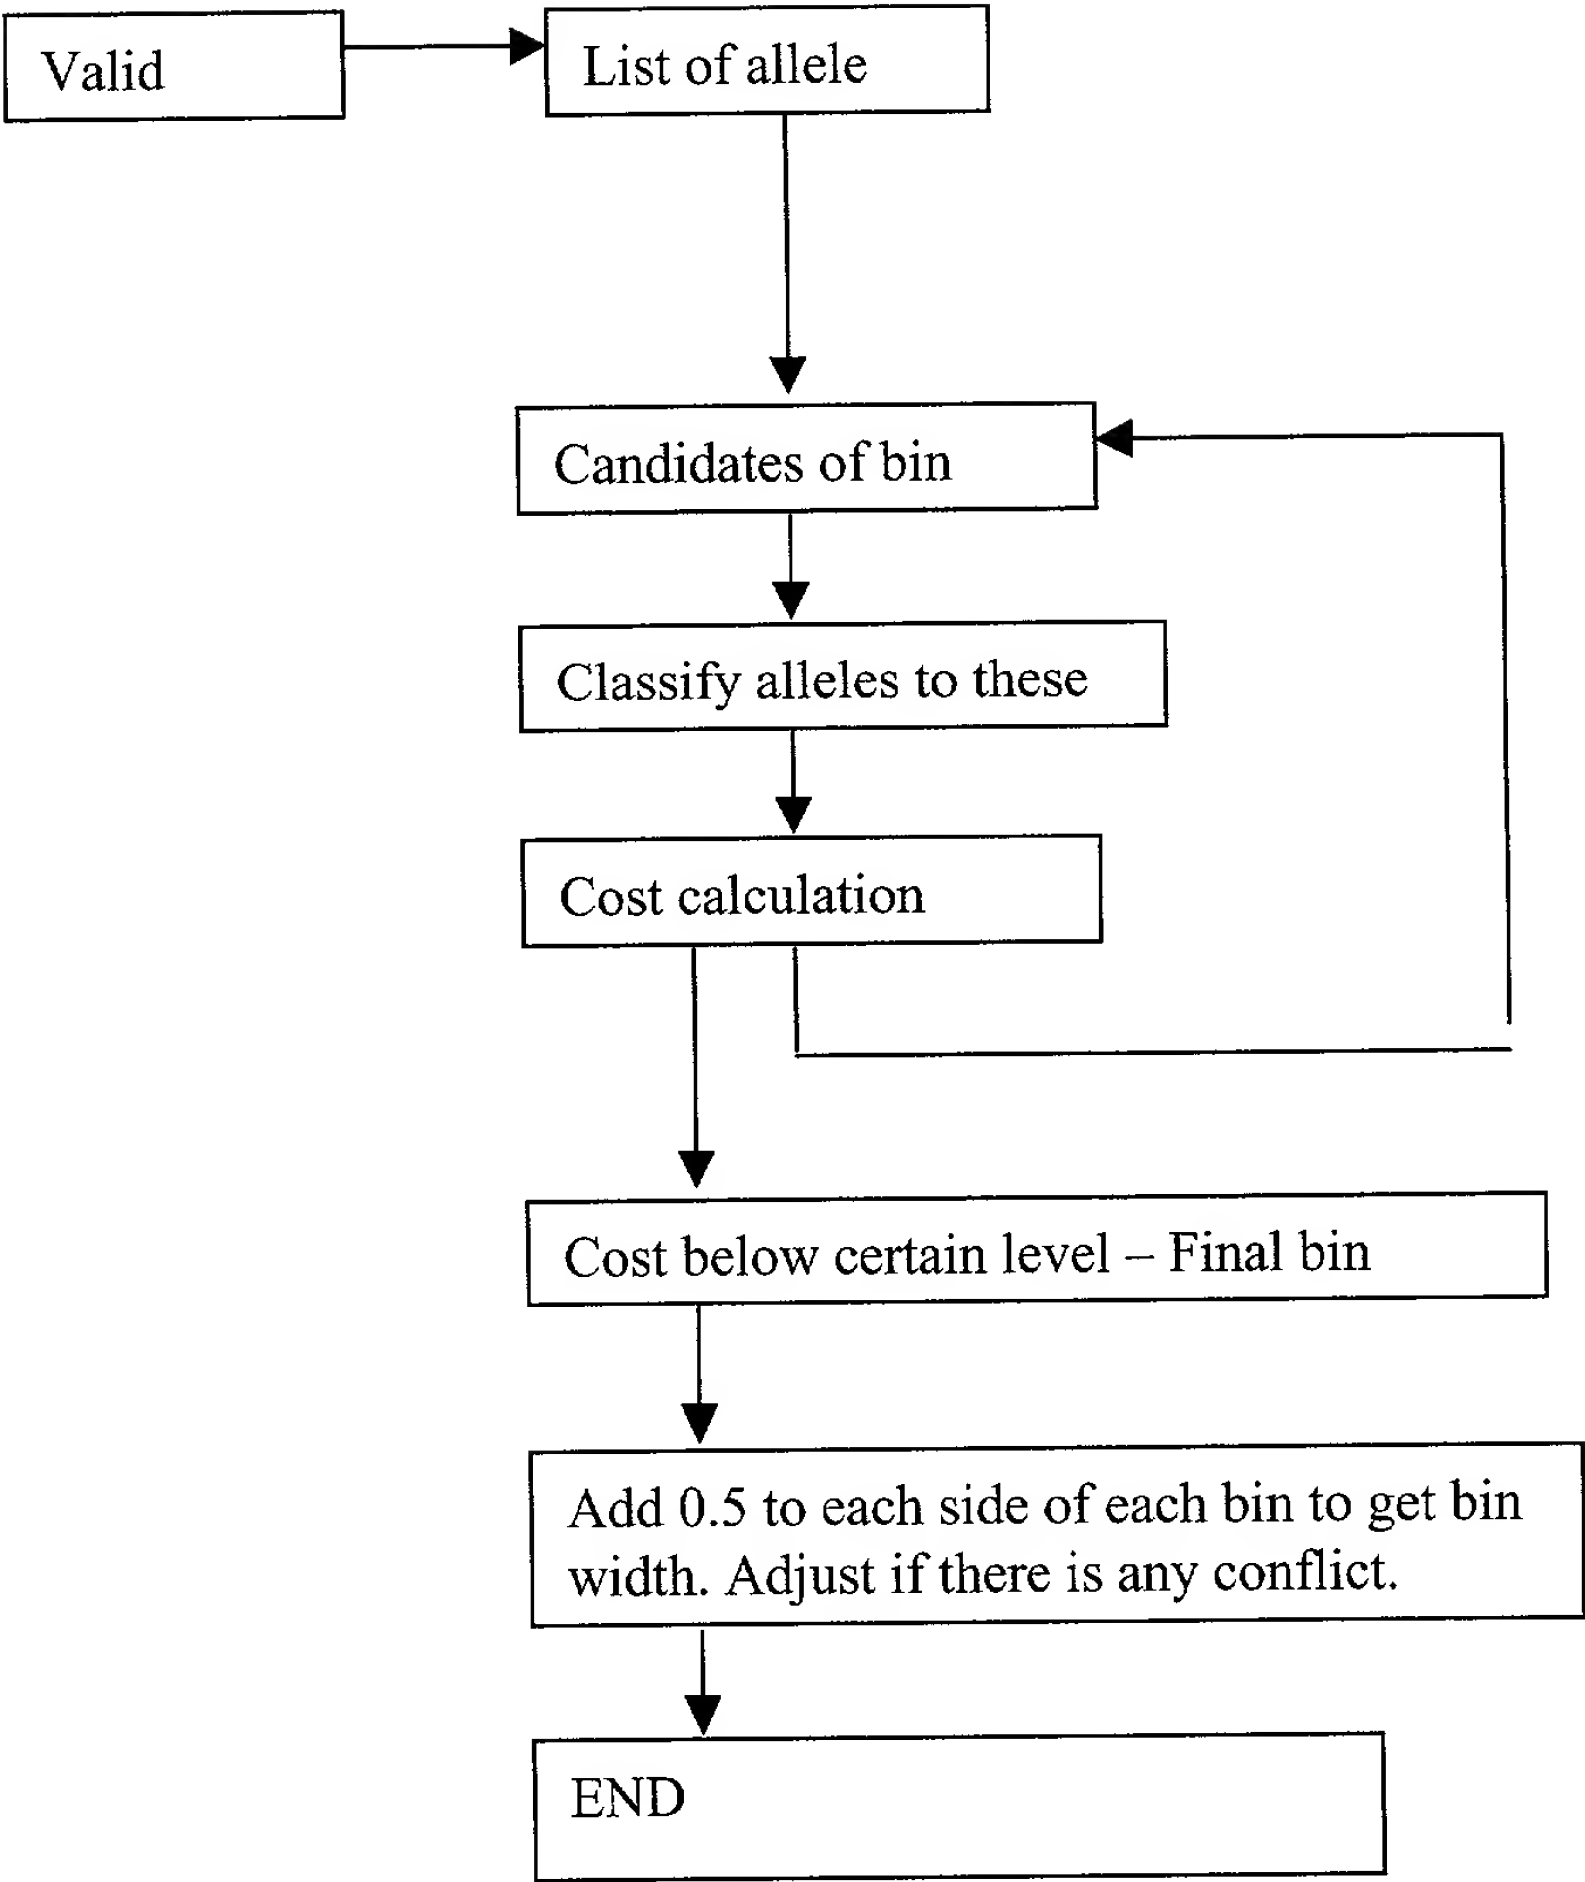 Valid
List of allele
Candidates of bin
Classify alleles to these
Cost calculation
Cost below certain level – Final bin
Add 0.5 to each side of each bin to get bin
width. Adjust if there is any conflict.
END